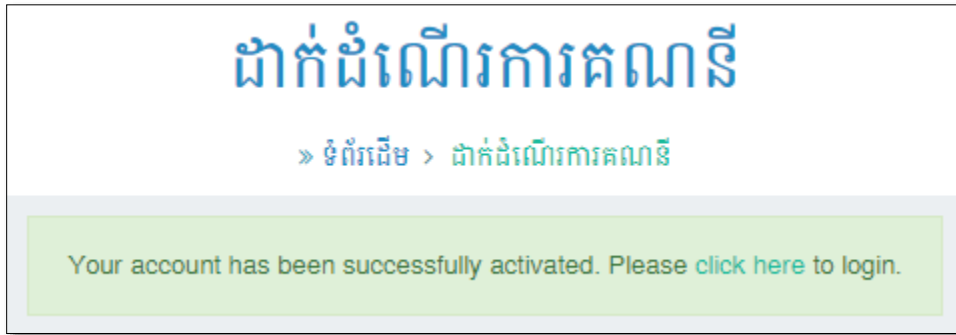 ដាក់ដំណើរការគណនី
» ទំព័រដើម > ដាក់ដំណើរការគណនី
Your account has been successfully activated. Please click here to login.